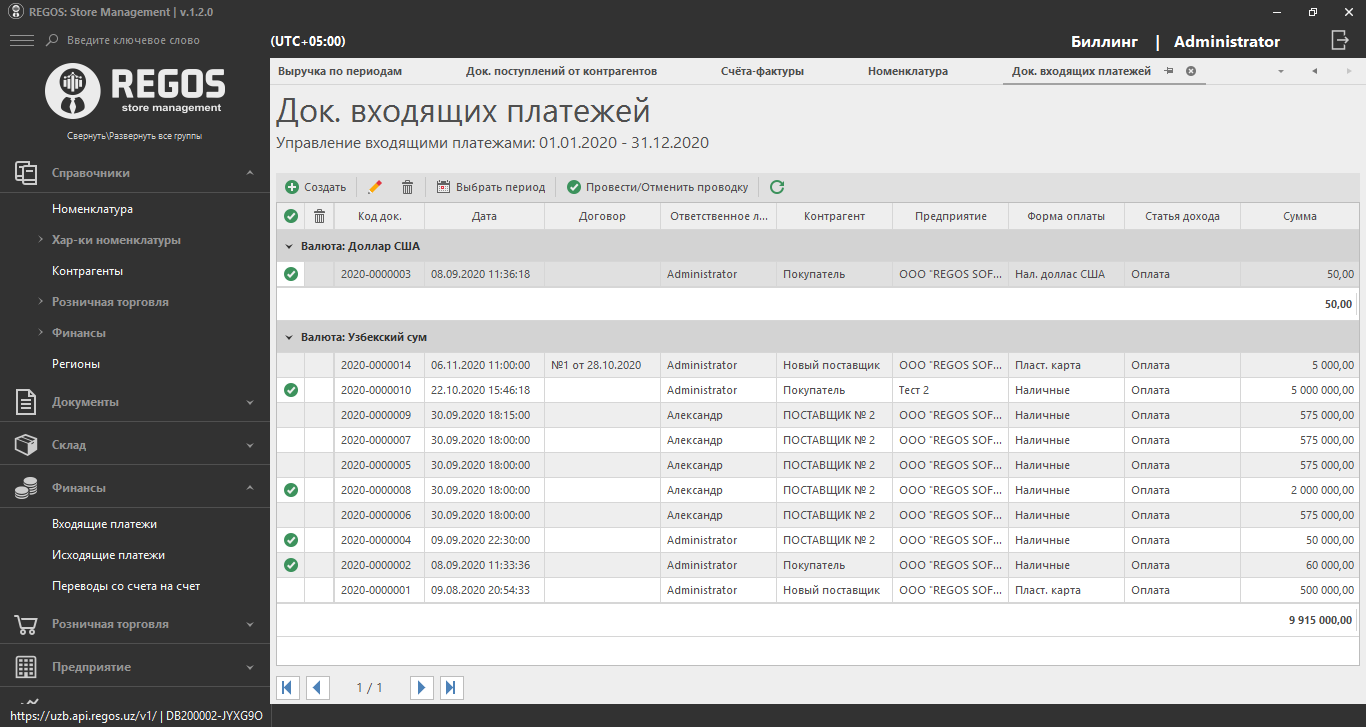 REGOS: Store Management | v.1.2.0
Введите ключевое слово
(UTC+05:00)
Биллинг | Administrator
REGOS
store management
Свернуть\Развернуть все группы
Справочники
Номенклатура
Хар-ки номенклатуры
Контрагенты
Розничная торговля
Финансы
Регионы
Документы
Склад
Финансы
Входящие платежи
Исходящие платежи
Переводы со счета на счет
Розничная торговля
Предприятие
https://uzb.api.regos.uz/v1/ | DB200002-JYXG9O
Выручка по периодам Док. поступлений от контрагентов Счёта-фактуры Номенклатура Док. входящих платежей
Док. входящих платежей
Управление входящими платежами: 01.01.2020 - 31.12.2020
Создать Выбрать период Провести/Отменить проводку
Код док. Дата Договор Ответственное л... Контрагент Предприятие Форма оплаты Статья дохода Сумма
Валюта: Доллар США
2020-0000003 08.09.2020 11:36:18 Administrator Покупатель ООО "REGOS SOF... Нал. доллас США Оплата 50,00
50,00
Валюта: Узбекский сум
2020-0000014 06.11.2020 11:00:00 №1 от 28.10.2020 Administrator Новый поставщик ООО "REGOS SOF... Пласт. карта Оплата 5 000,00
2020-0000010 22.10.2020 15:46:18 Administrator Покупатель Тест 2 Наличные Оплата 5 000 000,00
2020-0000009 30.09.2020 18:15:00 Александр ПОСТАВЩИК № 2 ООО "REGOS SOF... Наличные Оплата 575 000,00
2020-0000007 30.09.2020 18:00:00 Александр ПОСТАВЩИК № 2 ООО "REGOS SOF... Наличные Оплата 575 000,00
2020-0000005 30.09.2020 18:00:00 Александр ПОСТАВЩИК № 2 ООО "REGOS SOF... Наличные Оплата 575 000,00
2020-0000008 30.09.2020 18:00:00 Александр ПОСТАВЩИК № 2 ООО "REGOS SOF... Наличные Оплата 2 000 000,00
2020-0000006 30.09.2020 18:00:00 Александр ПОСТАВЩИК № 2 ООО "REGOS SOF... Наличные Оплата 575 000,00
2020-0000004 09.09.2020 22:30:00 Administrator ПОСТАВЩИК № 2 ООО "REGOS SOF... Наличные Оплата 50 000,00
2020-0000002 08.09.2020 11:33:36 Administrator Покупатель ООО "REGOS SOF... Наличные Оплата 60 000,00
2020-0000001 09.08.2020 20:54:33 Administrator Новый поставщик ООО "REGOS SOF... Пласт. карта Оплата 500 000,00
9 915 000,00
1 / 1